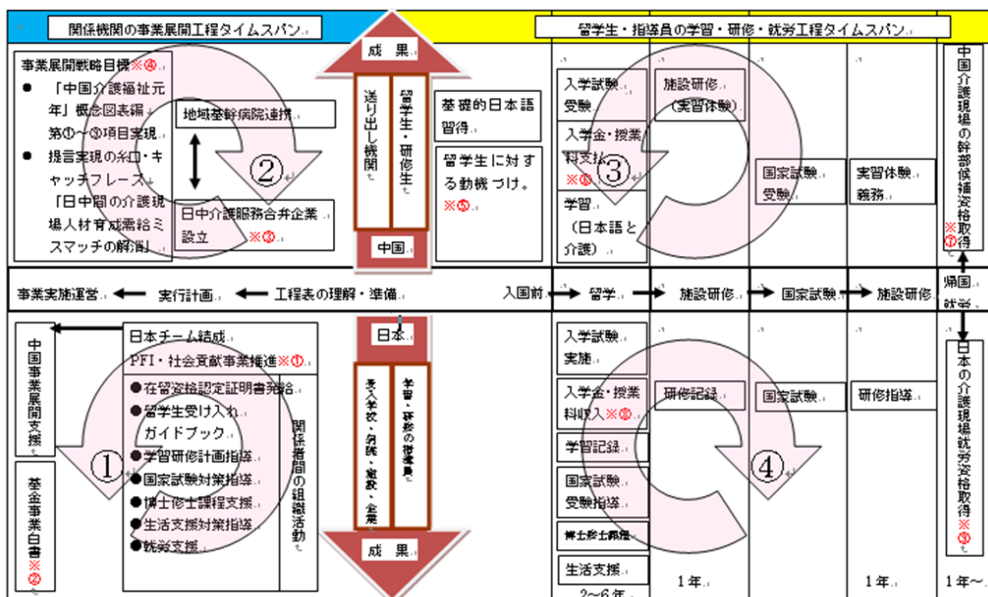 関係機関の事業展開工程タイムスパン
留学生・指導員の学習・研修・就労工程タイムスパン
事業展開戦略目標※④
● 「中国介護福祉元
年」概念図表編
第①~③項目実現
● 提言実現の糸口・キ
ャッチフレーズ
「日中間の介護現
場人材育成需給ミ
スマッチの解消」
地域基幹病院連携
②
日中介護服務合弁企業
設立 ※③
成 果
送り出し機関
留学生・研修生
中国
基礎的日本語
習得
留学生に対す
る動機づけ。
※⑤
入学試験
受験
入学金・授業
料支払
※⑥
学習
(日本語と
介護)
③
施設研修
(実習体験)
国家試験
受験
実習体験
義務
中国介護現場の幹部候補資格取得
※⑦
事業実施運営
実行計画
工程表の理解・準備
入国前
留学
施設研修
国家試験
施設研修
帰国
就労
中国事業展開支援
基金事業白書
※②
日本チーム結成
PFI・社会貢献事業推進※①
●在留資格認定証明書発給
●留学生受け入れ
ガイドブック
●学習研修計画指導
●国家試験対策指導
●博士修士課程支援
●生活支援対策指導
●就労支援
関係者間の組織活動
①
日本
受入学校・病院・施設・企業
学習・研修の指導員
成 果
入学試験
実施
入学金・授業
料収入
学習記録
国家試験
受験指導
博士修士課程
生活支援
2~6年
研修記録
1年
国家試験
④
研修指導
1年
日本の介護現場就労資格取得
1年~